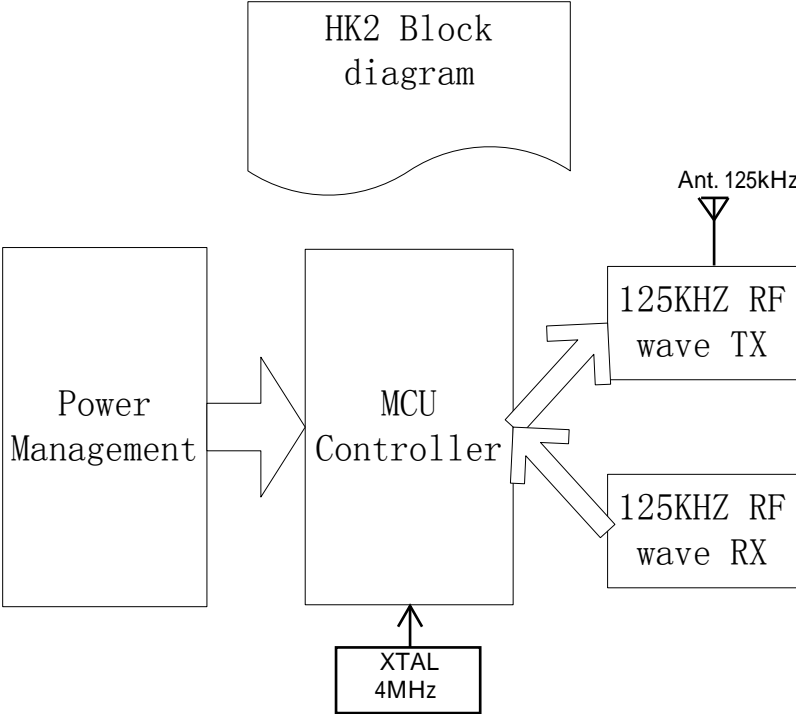 HK2 Block
diagram
Ant. 125kHz
125KHZ RF
wave TX
Power
Management
MCU
Controller
125KHZ RF
wave RX
XTAL
4MHz